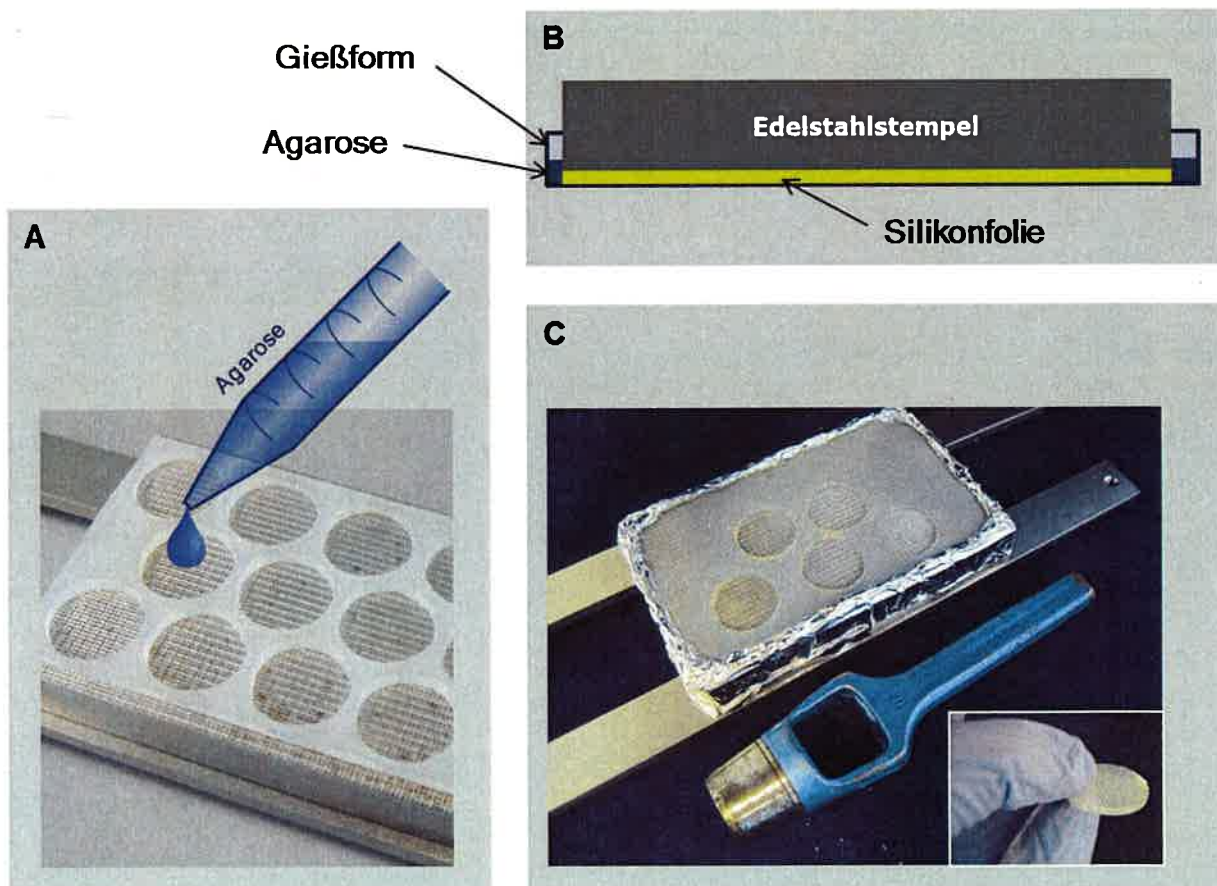 B
Gießform
Agarose
Edelstahlstempel
Silikonfolie
A
Agarose
C